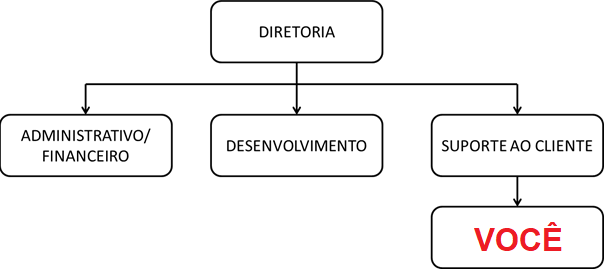 DIRETORIA
ADMINISTRATIVO/
FINANCEIRO
DESENVOLVIMENTO
SUPORTE AO CLIENTE
VOCÊ